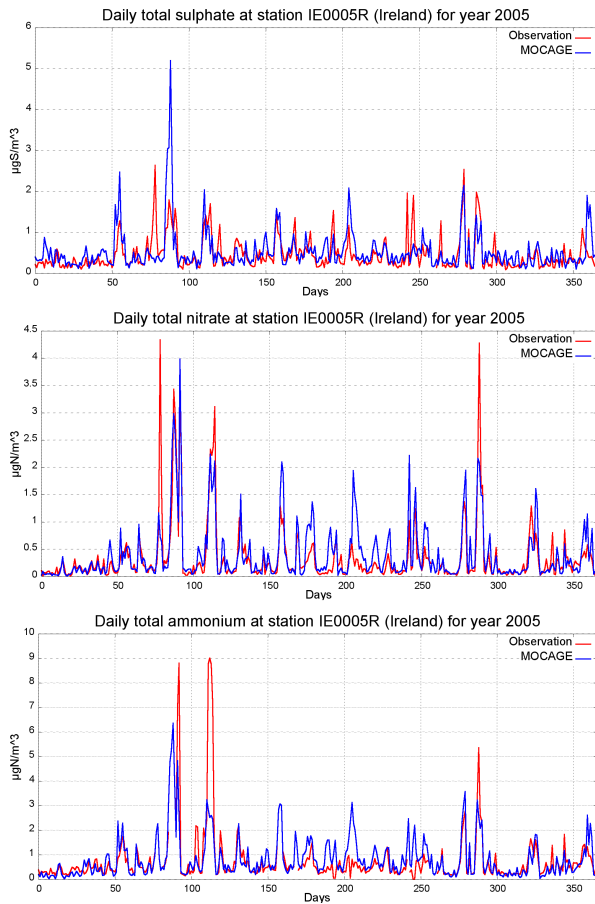 Daily total sulphate at station IE0005R (Ireland) for year 2005
6
5
4
3
2
1
0
µgS/m^3
Observation
MOCAGE
0 50 100 150 200 250 300 350
Days
Daily total nitrate at station IE0005R (Ireland) for year 2005
4.5
4
3.5
3
2.5
2
1.5
1
0.5
0
µgN/m^3
Observation
MOCAGE
0 50 100 150 200 250 300 350
Days
Daily total ammonium at station IE0005R (Ireland) for year 2005
10
9
8
7
6
5
4
3
2
1
0
µgN/m^3
Observation
MOCAGE
0 50 100 150 200 250 300 350
Days